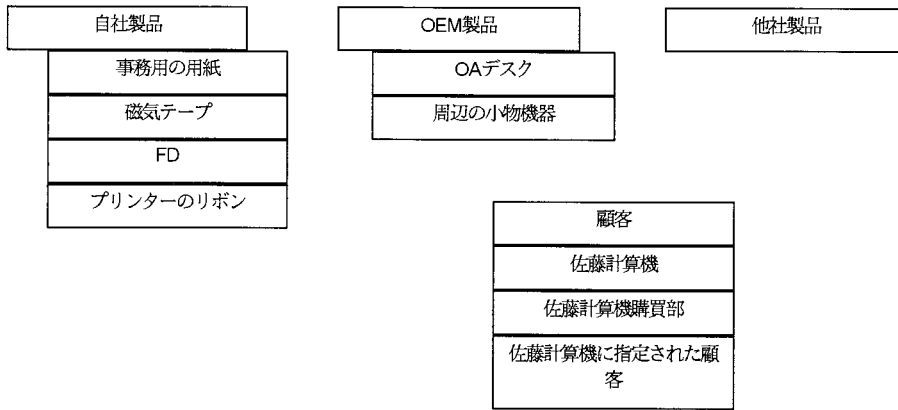 自社製品 OEM製品 他社製品
事務用の用紙 OAデスク
磁気テープ 周辺の小物機器
FD
プリンターのリボン
顧客
佐藤計算機
佐藤計算機購買部
佐藤計算機に指定された顧
客